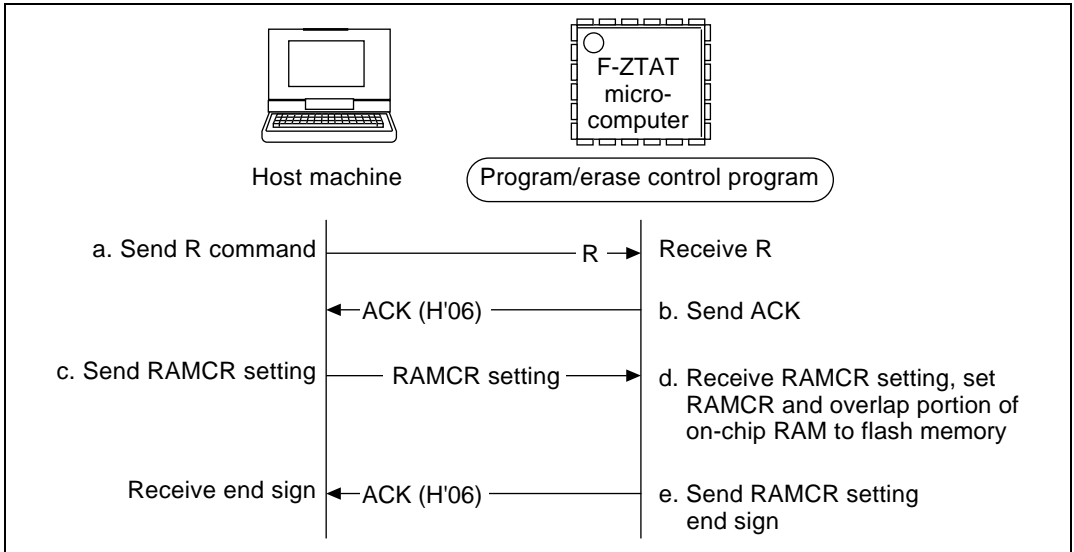 F-ZTAT
micro-
computer
Host machine
Program/erase control program
a. Send R command
R
Receive R
ACK (H'06)
b. Send ACK
c. Send RAMCR setting
RAMCR setting
d. Receive RAMCR setting, set
RAMCR and overlap portion of
on-chip RAM to flash memory
Receive end sign
ACK (H'06)
e. Send RAMCR setting
end sign